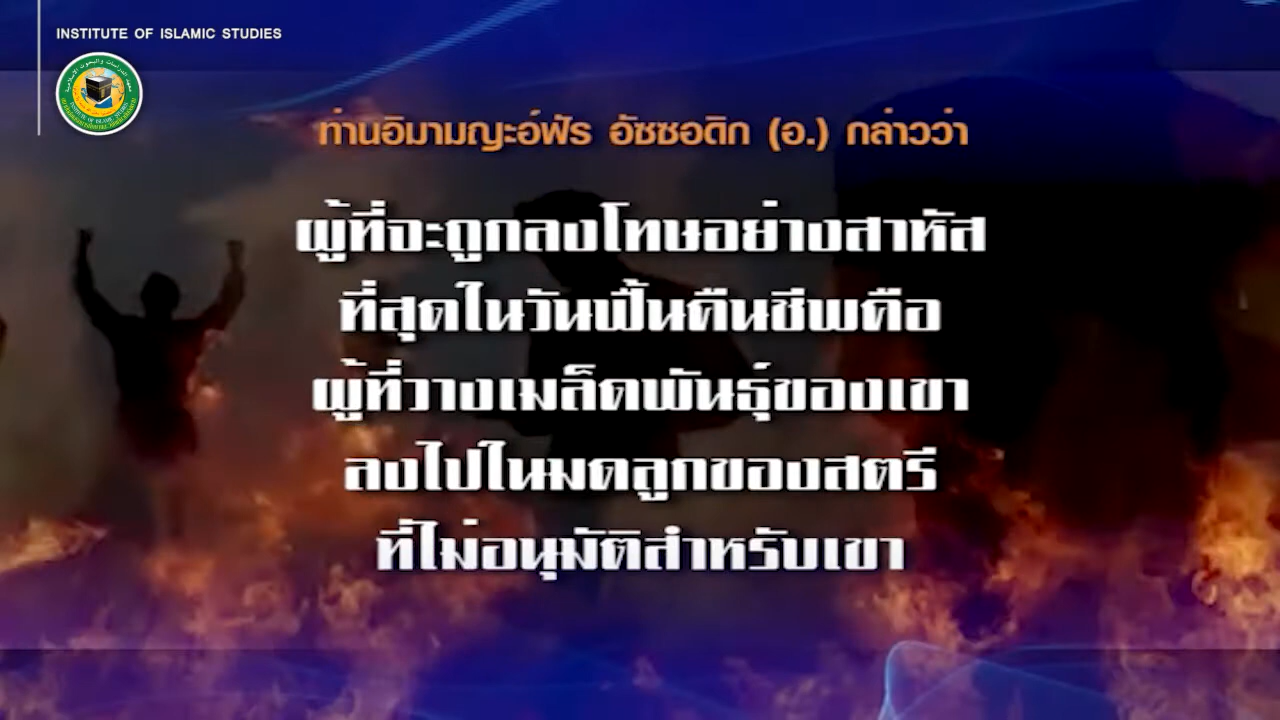 INSTITUTE OF ISLAMIC STUDIES
ท่านอิมามญะอ์ฟัร อัซซอดิก (อ.) กล่าวว่า
ผู้ที่จะถูกลงโทษอย่างสาหัส
ที่สุดในวันฟื้นคืนชีพคือ
ผู้ที่วางเมล็ดพันธุ์ของเขา
ลงไปในมดลูกของสตรี
ที่ไม่อนุมัติสำหรับเขา